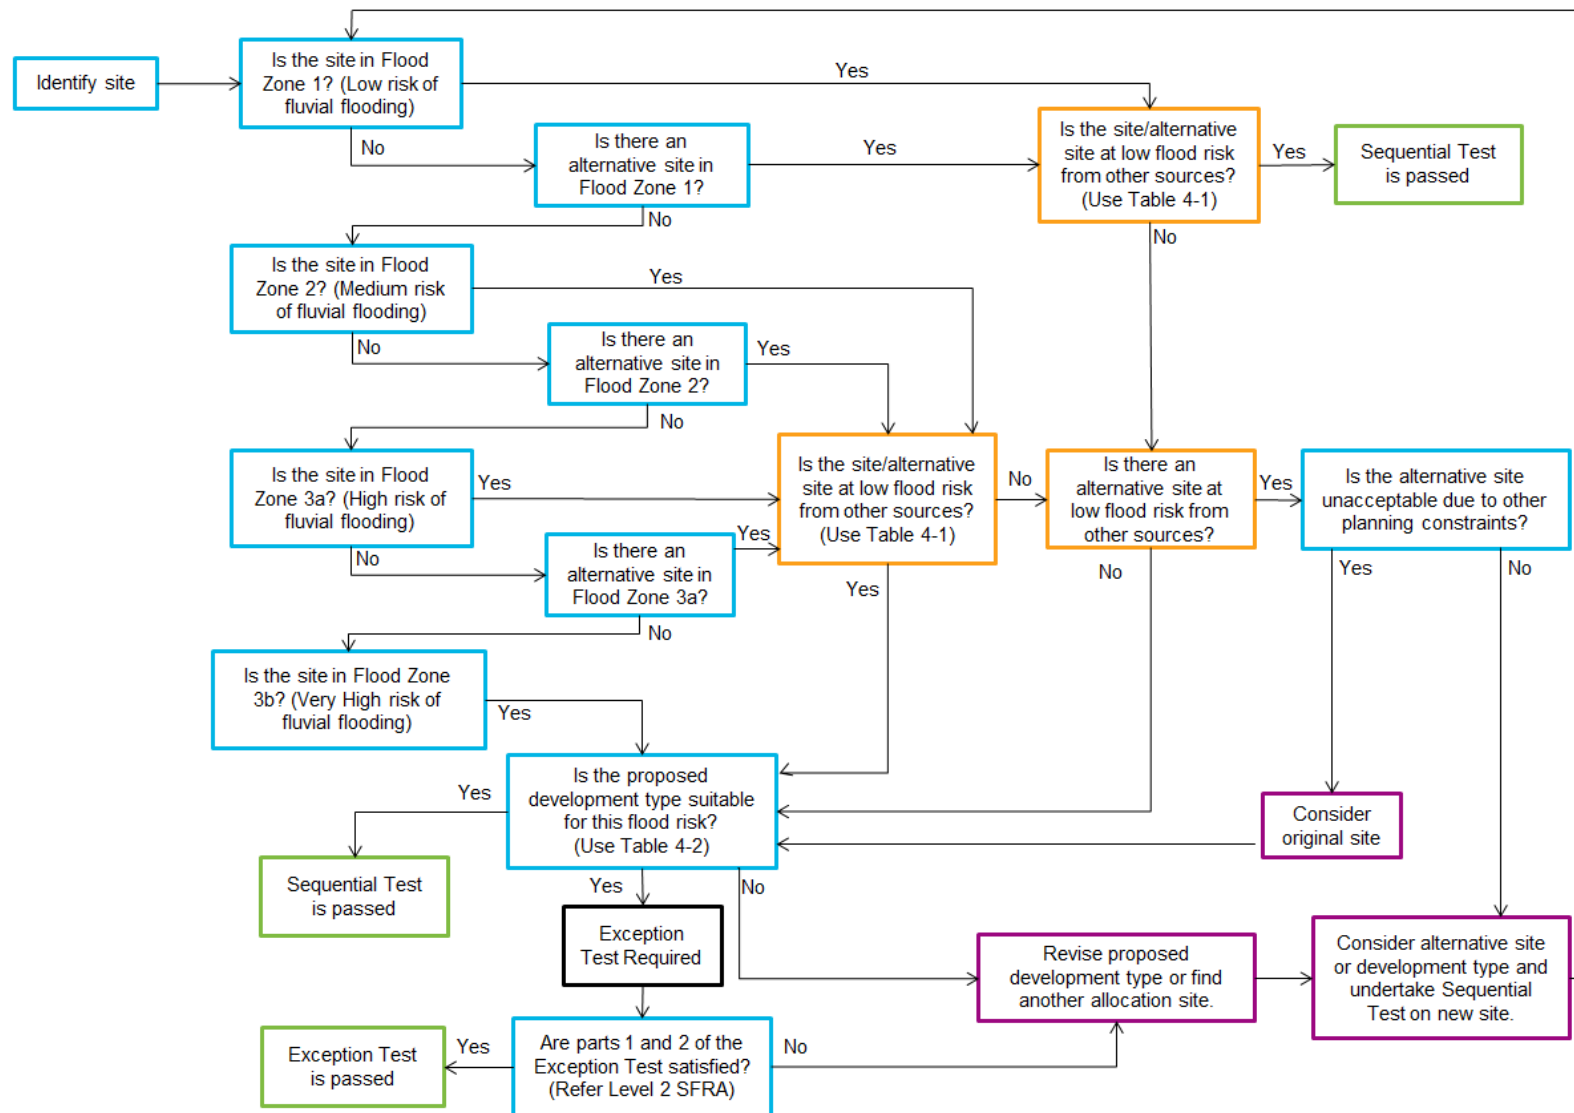 Identify site
Is the site in Flood
Zone 1? (Low risk of
fluvial flooding)
Yes
No
Is there an
alternative site in
Flood Zone 1?
Yes
No
Is the site/alternative
site at low flood risk
from other sources?
(Use Table 4-1)
Yes
No
Sequential Test
is passed
Is the site in Flood
Zone 2? (Medium risk
of fluvial flooding)
Yes
No
Is there an
alternative site in
Flood Zone 2?
Yes
No
Is the site in Flood
Zone 3a? (High risk of
fluvial flooding)
Yes
No
Is there an
alternative site in
Flood Zone 3a?
Yes
No
Is the site/alternative
site at low flood risk
from other sources?
(Use Table 4-1)
No
Yes
Is there an
alternative site at
low flood risk from
other sources?
Yes
No
Is the alternative site
unacceptable due to other
planning constraints?
Yes
No
Is the site in Flood Zone
3b? (Very High risk of
fluvial flooding)
Yes
Is the proposed
development type suitable
for this flood risk?
(Use Table 4-2)
Yes
Yes
No
Consider
original site
Sequential Test
is passed
Exception
Test Required
Revise proposed
development type or find
another allocation site.
Consider alternative site
or development type and
undertake Sequential
Test on new site.
Are parts 1 and 2 of the
Exception Test satisfied?
(Refer Level 2 SFRA)
Yes
No
Exception Test
is passed